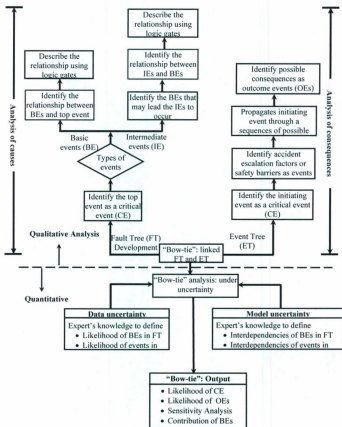 Describe the
relationship using
logic gates
Describe the
relationship using
logic gates
Identify the
relationship between
IEs and BEs
Identify the
relationship between
BEs and top event
Identify the BEs that
may lead the IEs to
occur
Basic
events (BE)
Intermediate
events (IE)
Types of
events
Identify the top
event as a critical
event (CE)
Analysis of cause
Identify possible
consequences as
outcome events (OEs)
Propagates initiating
event through a
sequences of possible
Identify accident
escalation factors or
safety barriers as events
Identify the initiating
event as a critical event
(CE)
Analysis of consequences
Qualitative Analysis
Fault Tree (FT)
Development
Event Tree
(ET)
"Bow-tie": linked
FT and ET
Quantitative
"Bow-tie" analysis: under
uncertainty
Data uncertainty
Expert's knowledge to define
• Likelihood of BEs in FT
• Likelihood of events in
Model uncertainty
Expert's knowledge to define
• Interdependencies of BEs in FT
• Interdependencies of events in
"Bow-tie": Output
• Likelihood of CE
• Likelihood of OEs
• Sensitivity Analysis
• Contribution of BEs